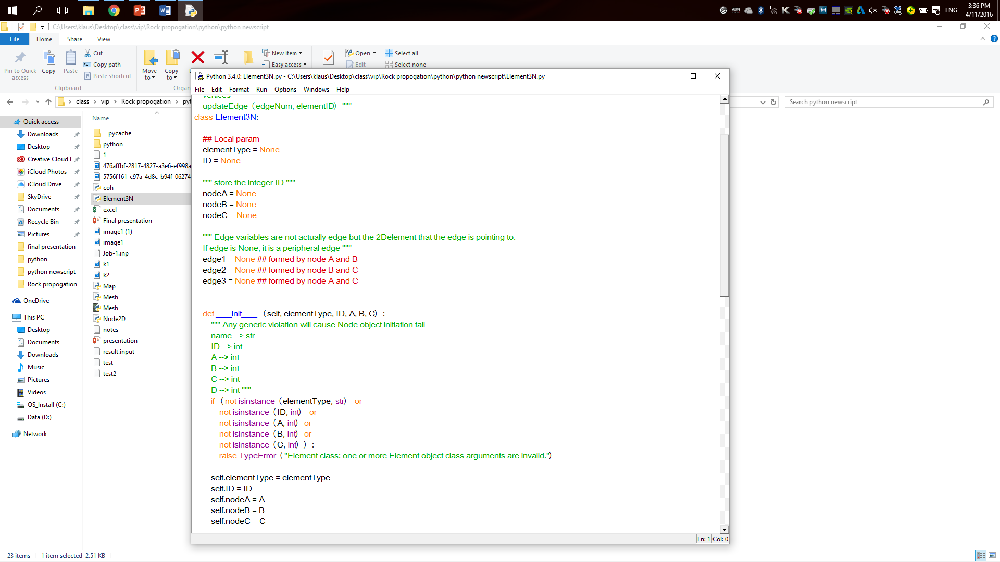 3:36 PM
ENG
4/11/2016
C:\Users\klaus\Desktop\class\vip\Rock propogation\python\python newscript
File Home Share View
Pin to Quick access
Copy
Paste
Cut
Copy path
Paste shortcut
Clipboard
Move to
Copy to
Organ
New item
Easy access
Open
Edit
Select all
Select none
class vip Rock propogation pyt
Search python newscript
Quick access
Downloads
Desktop
Creative Cloud F
iCloud Photos
iCloud Drive
SkyDrive
Documents
Recycle Bin
Pictures
final presentation
python
python newscript
Rock propogation
OneDrive
This PC
Desktop
Documents
Downloads
Music
Pictures
Videos
OS_Install (C:)
Data (D:)
Network
Name
__pycache__
python
1
476affbf-2817-4827-a3e6-ef998a
5756f161-c97a-4d8c-b94f-06274
coh
Element3N
excel
Final presentation
image1 (1)
image1
Job-1.inp
k1
k2
Map
Mesh
Mesh
Node2D
notes
presentation
result.input
test
test2
Python 3.4.0: Element3N.py - C:\Users\klaus\Desktop\class\vip\Rock propogation\python\python newscript\Element3N.py
File Edit Format Run Options Windows Help
vertices
updateEdge (edgeNum, elementID) """
class Element3N:
## Local param
elementType = None
ID = None
""" store the integer ID """
nodeA = None
nodeB = None
nodeC = None
""" Edge variables are not actually edge but the 2Delement that the edge is pointing to.
If edge is None, it is a peripheral edge """
edge1 = None ## formed by node A and B
edge2 = None ## formed by node B and C
edge3 = None ## formed by node A and C
def __init__ (self, elementType, ID, A, B, C) :
""" Any generic violation will cause Node object initiation fail
name --> str
ID --> int
A --> int
B --> int
C --> int
D --> int """
if (not isinstance (elementType, str) or
not isinstance (ID, int) or
not isinstance (A, int) or
not isinstance (B, int) or
not isinstance (C, int) ) :
raise TypeError ("Element class: one or more Element object class arguments are invalid.")
self.elementType = elementType
self.ID = ID
self.nodeA = A
self.nodeB = B
self.nodeC = C
Ln: 1 Col: 0
23 items 1 item selected 2.51 KB